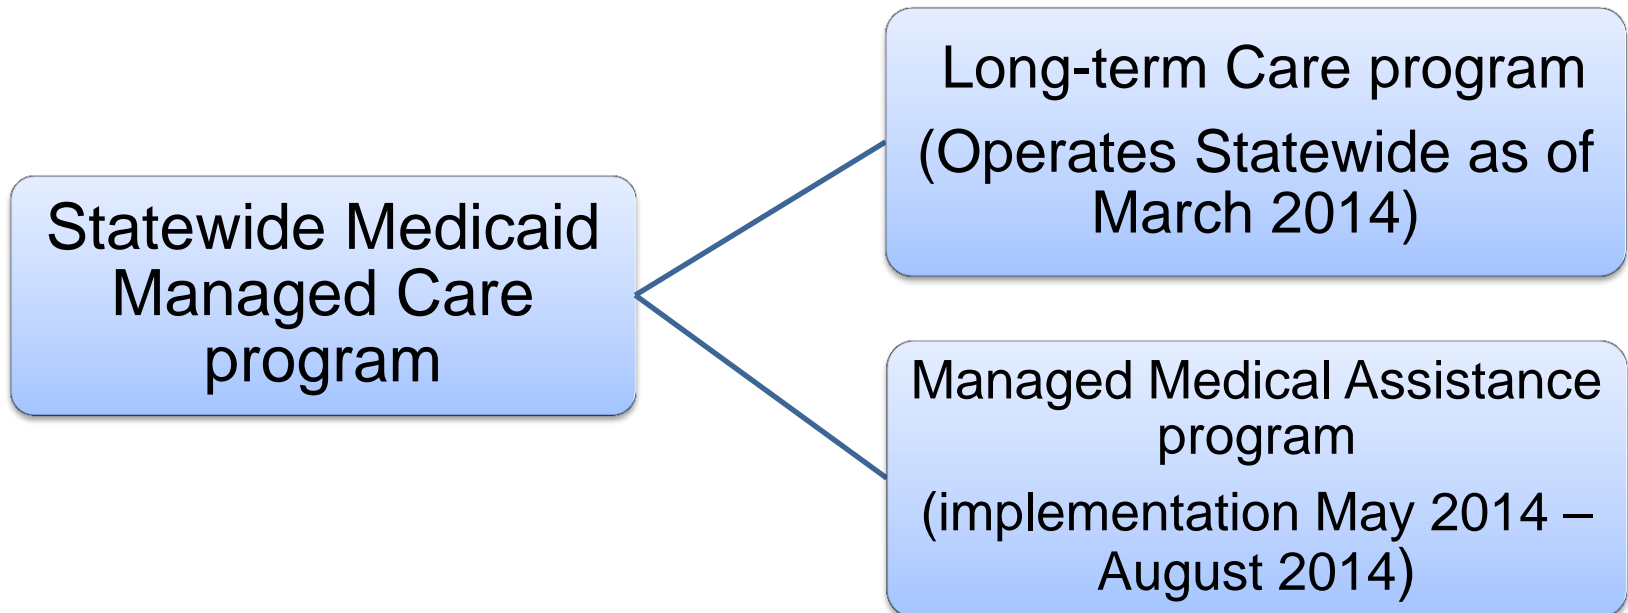 Statewide Medicaid
Managed Care
program
Long-term Care program
(Operates Statewide as of
March 2014)
Managed Medical Assistance
program
(implementation May 2014 –
August 2014)